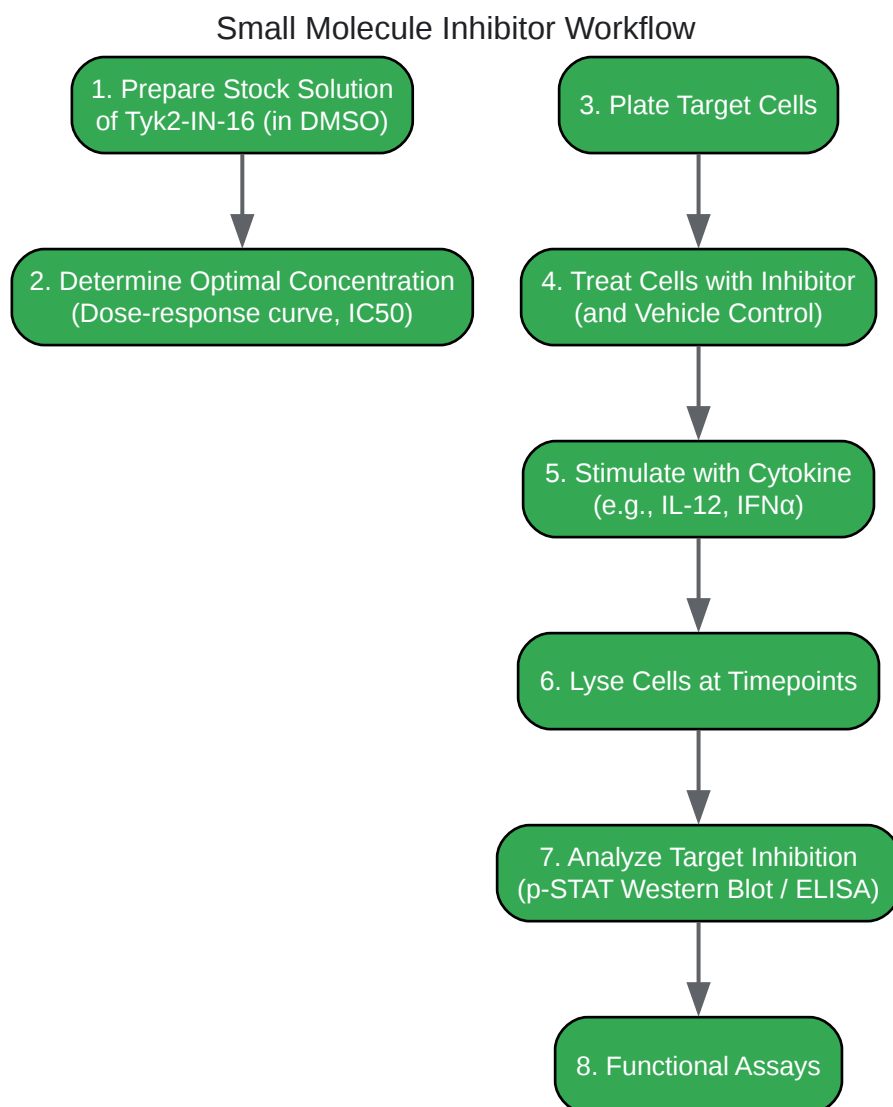 Small Molecule Inhibitor Workflow
1. Prepare Stock Solution
of Tyk2-IN-16 (in DMSO)
2. Determine Optimal Concentration
(Dose-response curve, IC50)
3. Plate Target Cells
4. Treat Cells with Inhibitor
(and Vehicle Control)
5. Stimulate with Cytokine
(e.g., IL-12, IFNα)
6. Lyse Cells at Timepoints
7. Analyze Target Inhibition
(p-STAT Western Blot / ELISA)
8. Functional Assays